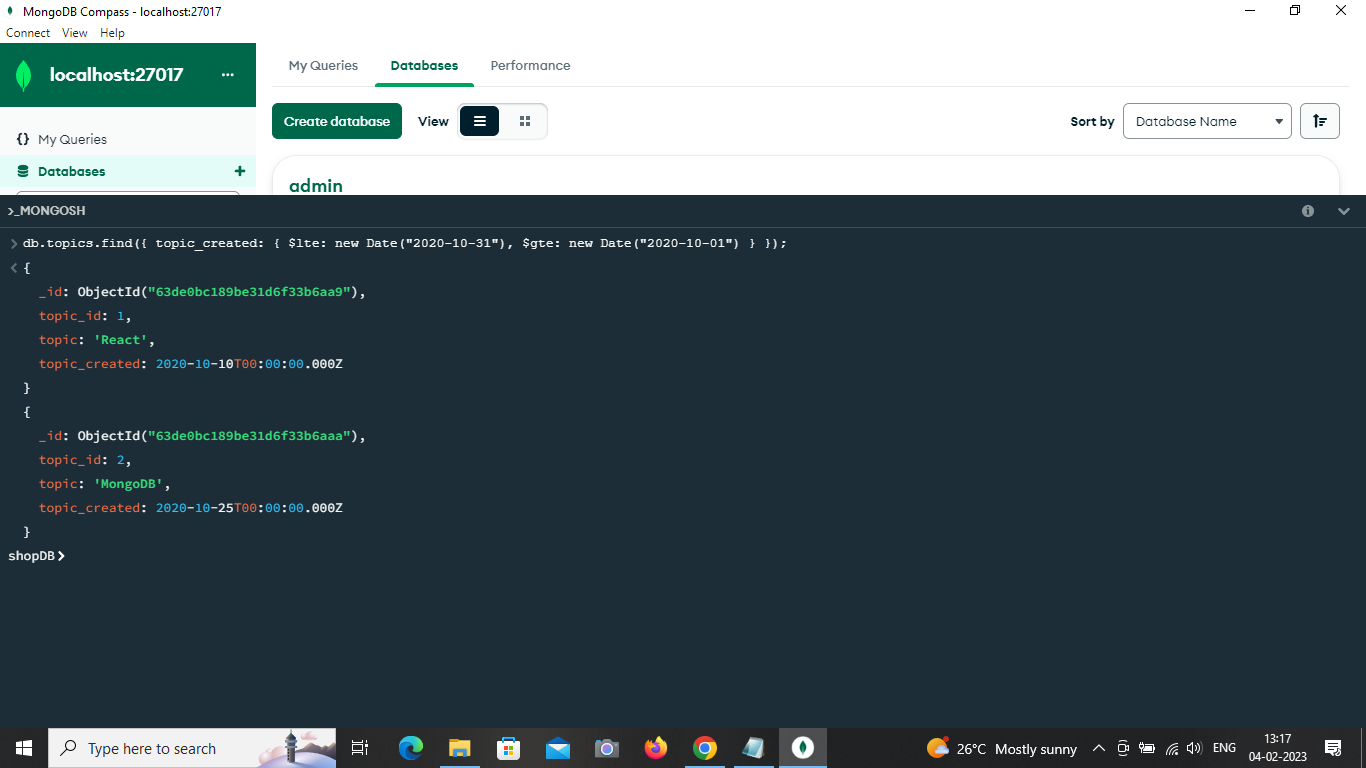 MongoDB Compass - localhost:27017
Connect View Help
localhost:27017 ...
My Queries Databases Performance
Create database View Sort by Database Name
{} My Queries
Databases +
admin
>_MONGOSH
> db.topics.find({ topic_created: { $lte: new Date("2020-10-31"), $gte: new Date("2020-10-01") } });
< {
_id: ObjectId("63de0bc189be31d6f33b6aa9"),
topic_id: 1,
topic: 'React',
topic_created: 2020-10-10T00:00:00.000Z
}
{
_id: ObjectId("63de0bc189be31d6f33b6aaa"),
topic_id: 2,
topic: 'MongoDB',
topic_created: 2020-10-25T00:00:00.000Z
}
shopDB>
Type here to search
26°C Mostly sunny
ENG
13:17
04-02-2023